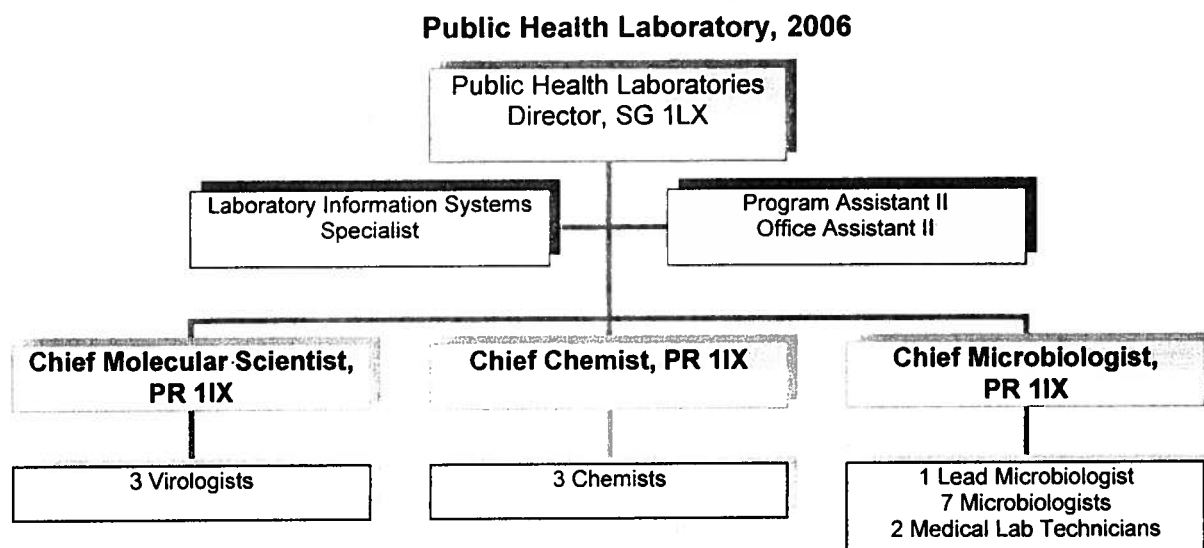 Public Health Laboratory, 2006
Public Health Laboratories
Director, SG 1LX
Laboratory Information Systems
Specialist
Program Assistant II
Office Assistant II
Chief Molecular Scientist,
PR 1IX
Chief Chemist, PR 1IX
Chief Microbiologist,
PR 1IX
3 Virologists
3 Chemists
1 Lead Microbiologist
7 Microbiologists
2 Medical Lab Technicians